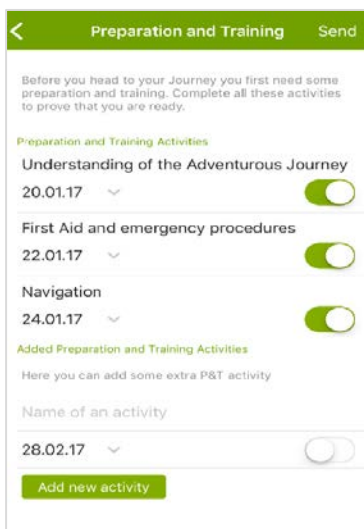 Preparation and Training Send
Before you head to your Journey you first need some
preparation and training. Complete all these activities
to prove that you are ready.
Preparation and Training Activities
Understanding of the Adventurous Journey
20.01.17
First Aid and emergency procedures
22.01.17
Navigation
24.01.17
Added Preparation and Training Activities
Here you can add some extra P&T activity
Name of an activity
28.02.17
Add new activity